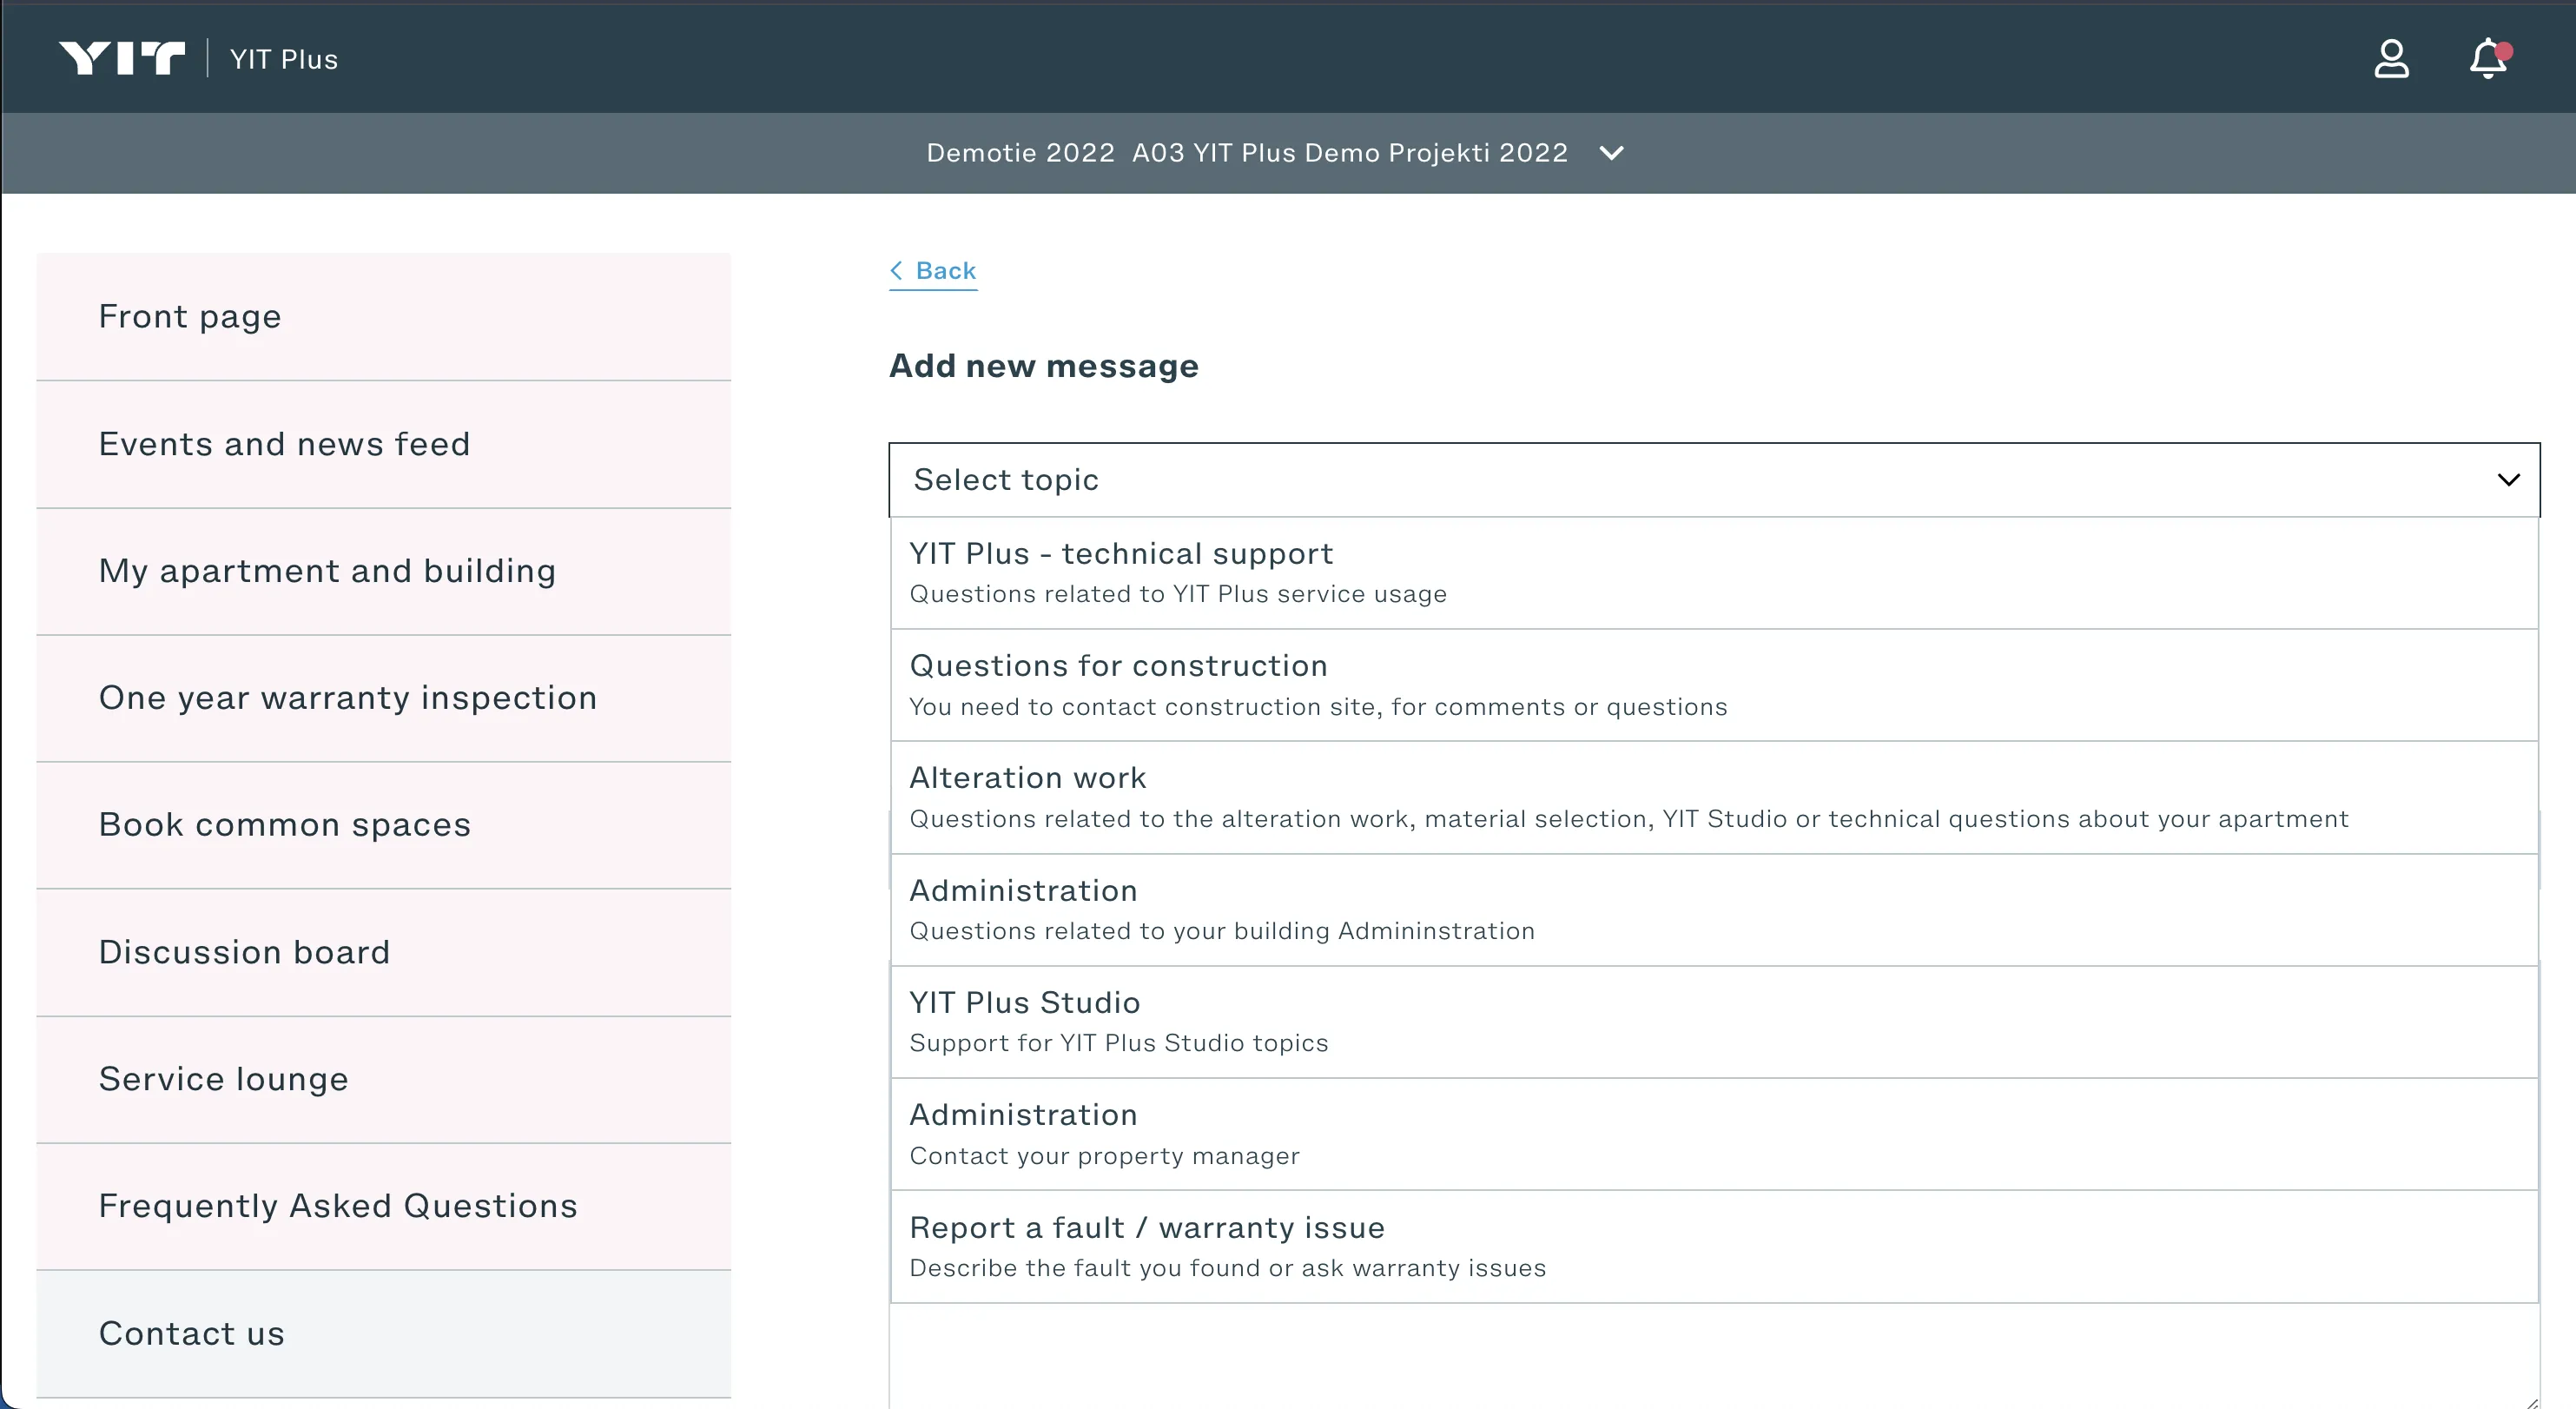 YIT YIT Plus
Demotie 2022 A03 YIT Plus Demo Projekti 2022
Front page
Events and news feed
My apartment and building
One year warranty inspection
Book common spaces
Discussion board
Service lounge
Frequently Asked Questions
Contact us
Back
Add new message
Select topic
YIT Plus - technical support
Questions related to YIT Plus service usage
Questions for construction
You need to contact construction site, for comments or questions
Alteration work
Questions related to the alteration work, material selection, YIT Studio or technical questions about your apartment
Administration
Questions related to your building Admininstration
YIT Plus Studio
Support for YIT Plus Studio topics
Administration
Contact your property manager
Report a fault / warranty issue
Describe the fault you found or ask warranty issues